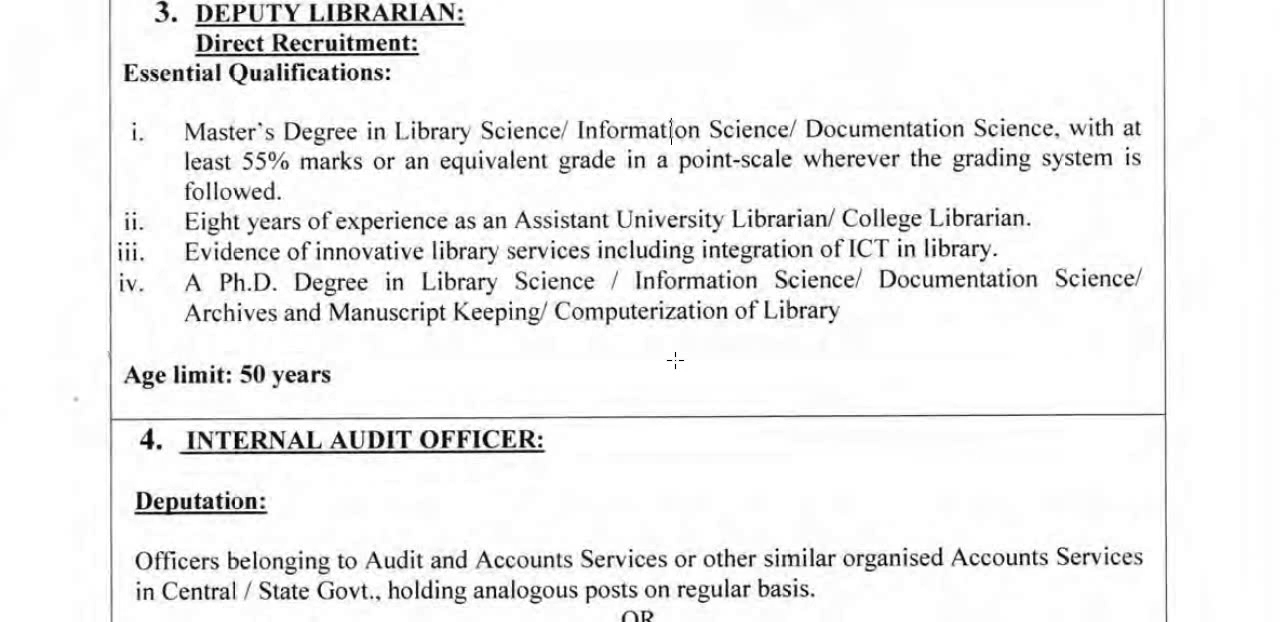 3. DEPUTY LIBRARIAN:
Direct Recruitment:
Essential Qualifications:
i. Master's Degree in Library Science/ Information Science/ Documentation Science, with at
least 55% marks or an equivalent grade in a point-scale wherever the grading system is
followed.
ii. Eight years of experience as an Assistant University Librarian/ College Librarian.
iii. Evidence of innovative library services including integration of ICT in library.
iv. A Ph.D. Degree in Library Science / Information Science/ Documentation Science/
Archives and Manuscript Keeping/ Computerization of Library
Age limit: 50 years
4. INTERNAL AUDIT OFFICER:
Deputation:
Officers belonging to Audit and Accounts Services or other similar organised Accounts Services
in Central / State Govt., holding analogous posts on regular basis.
OR